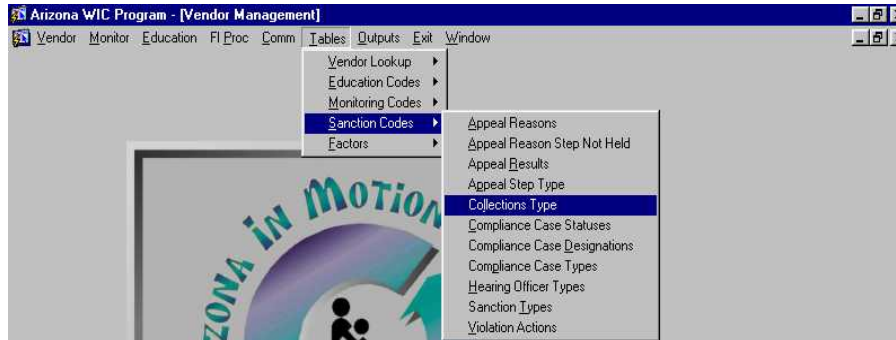 Arizona WIC Program - [Vendor Management]
Vendor Monitor Education FI Proc Comm Tables Outputs Exit Window
Vendor Lookup
Education Codes
Monitoring Codes
Sanction Codes
Factors
Appeal Reasons
Appeal Reason Step Not Held
Appeal Results
Appeal Step Type
Collections Type
Compliance Case Statuses
Compliance Case Designations
Compliance Case Types
Hearing Officer Types
Sanction Types
Violation Actions
ARIZONA IN MOTION